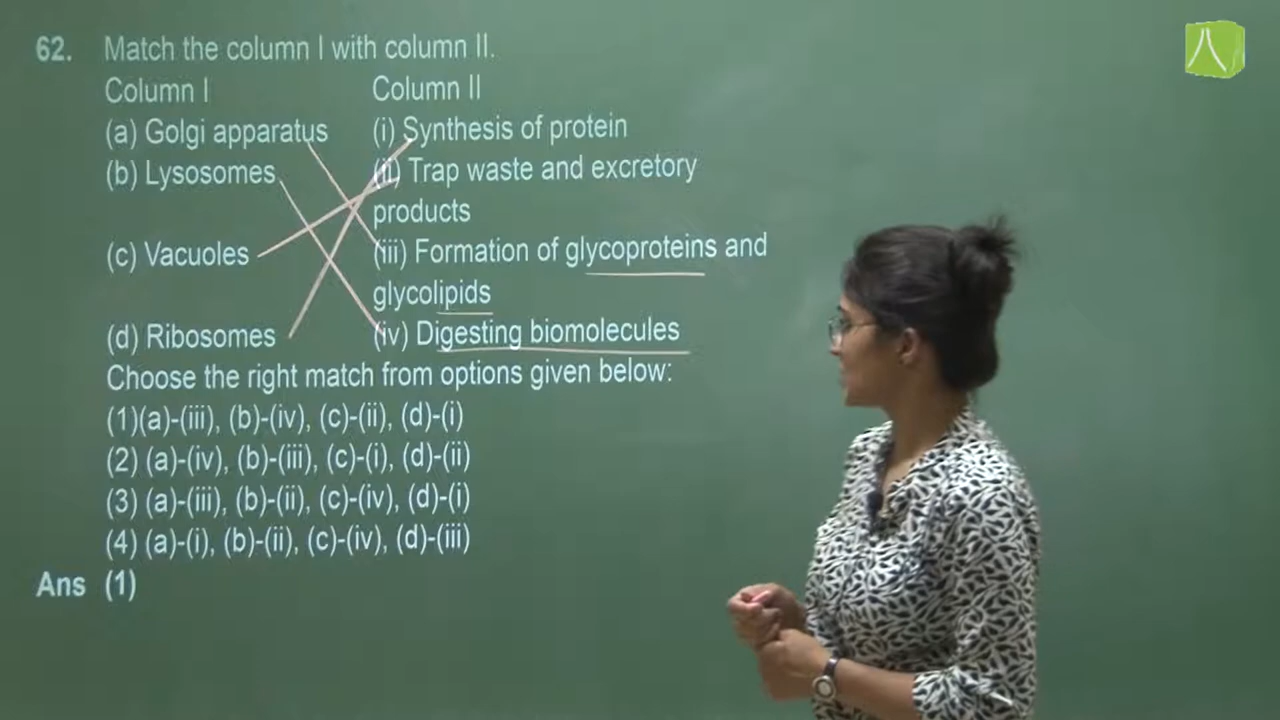 62. Match the column I with column II.
Column I Column II
(a) Golgi apparatus (i) Synthesis of protein
(b) Lysosomes (ii) Trap waste and excretory
products
(c) Vacuoles (iii) Formation of glycoproteins and
glycolipids
(d) Ribosomes (iv) Digesting biomolecules
Choose the right match from options given below:
(1)(a)-(iii), (b)-(iv), (c)-(ii), (d)-(i)
(2) (a)-(iv), (b)-(iii), (c)-(i), (d)-(ii)
(3) (a)-(iii), (b)-(ii), (c)-(iv), (d)-(i)
(4) (a)-(i), (b)-(ii), (c)-(iv), (d)-(iii)
Ans (1)